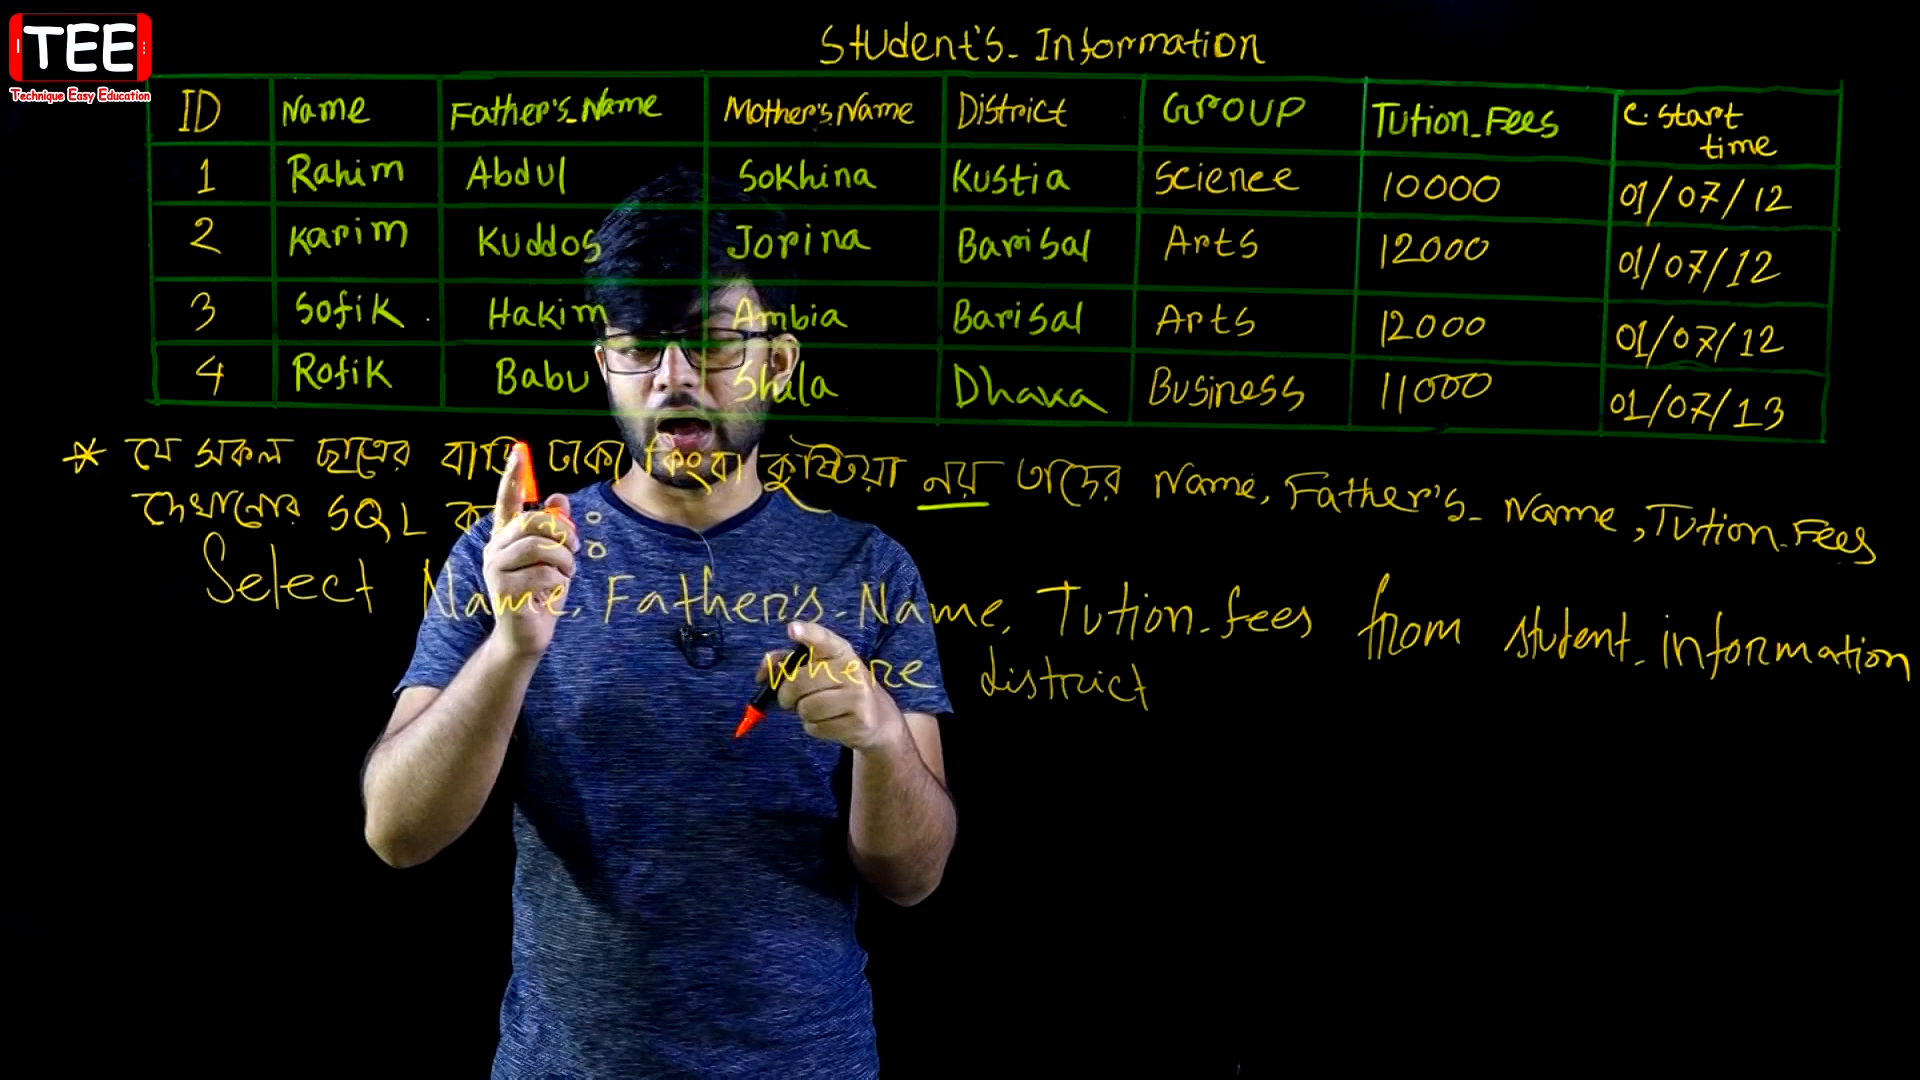 TEE
Technique Easy Education
Student's_Information
ID Name Father's_Name Mother's.Name District GROUP Tution_Fees C.Start time
1 Rahim Abdul Sokhina Kustia Science 10000 01/07/12
2 Karim Kuddos Jorina Barisal Arts 12000 01/07/12
3 Sofik Hakim Ambia Barisal Arts 12000 01/07/12
4 Rofik Babu Shila Dhaka Business 11000 01/07/13
* যে সকল ছাত্রের বাড়ি ঢাকা কিংবা কুষ্টিয়া নয় তাদের Name, Father's_Name, Tution_Fees
দেখানোর SQL
Select Name, Father's_Name, Tution_fees from student_information
where district